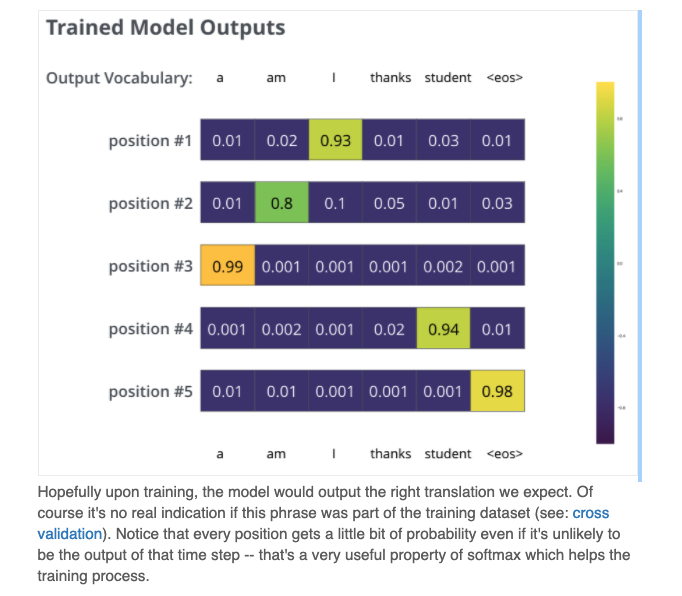 Trained Model Outputs
Output Vocabulary: a am I thanks student <eos>
position #1 0.01 0.02 0.93 0.01 0.03 0.01
position #2 0.01 0.8 0.1 0.05 0.01 0.03
position #3 0.99 0.001 0.001 0.001 0.002 0.001
position #4 0.001 0.002 0.001 0.02 0.94 0.01
position #5 0.01 0.01 0.001 0.001 0.001 0.98
a am I thanks student <eos>
Hopefully upon training, the model would output the right translation we expect. Of
course it's no real indication if this phrase was part of the training dataset (see: cross
validation). Notice that every position gets a little bit of probability even if it's unlikely to
be the output of that time step -- that's a very useful property of softmax which helps the
training process.